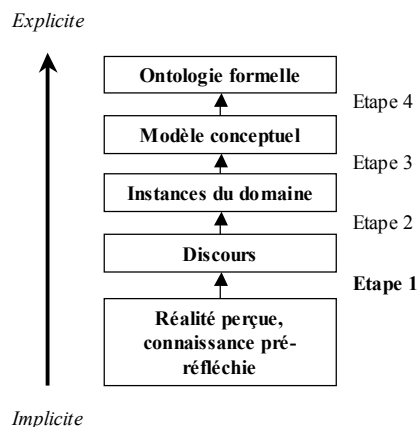 Explicite
Ontologie formelle
Etape 4
Modèle conceptuel
Etape 3
Instances du domaine
Etape 2
Discours
Etape 1
Réalité perçue,
connaissance pré-
réfléchie
Implicite